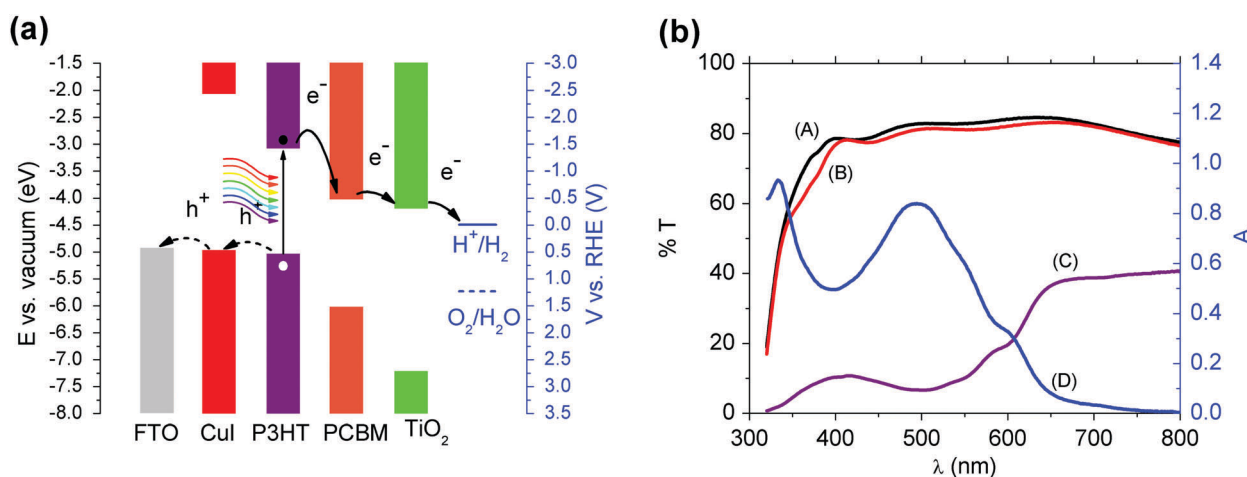 (a)
E vs. vacuum (eV)
-1.5
-2.0
-2.5
-3.0
-3.5
-4.0
-4.5
-5.0
-5.5
-6.0
-6.5
-7.0
-7.5
-8.0
e⁻
e⁻
e⁻
h⁺
h⁺
H⁺/H₂
O₂/H₂O
FTO
CuI
P3HT
PCBM
TiO₂
-3.0
-2.5
-2.0
-1.5
-1.0
-0.5
0.0
0.5
1.0
1.5
2.0
2.5
3.0
3.5
V vs. RHE (V)
(b)
% T
100
80
60
40
20
0
(A)
(B)
(C)
(D)
300
400
500
600
700
800
λ (nm)
1.4
1.2
1.0
0.8
0.6
0.4
0.2
0.0
A